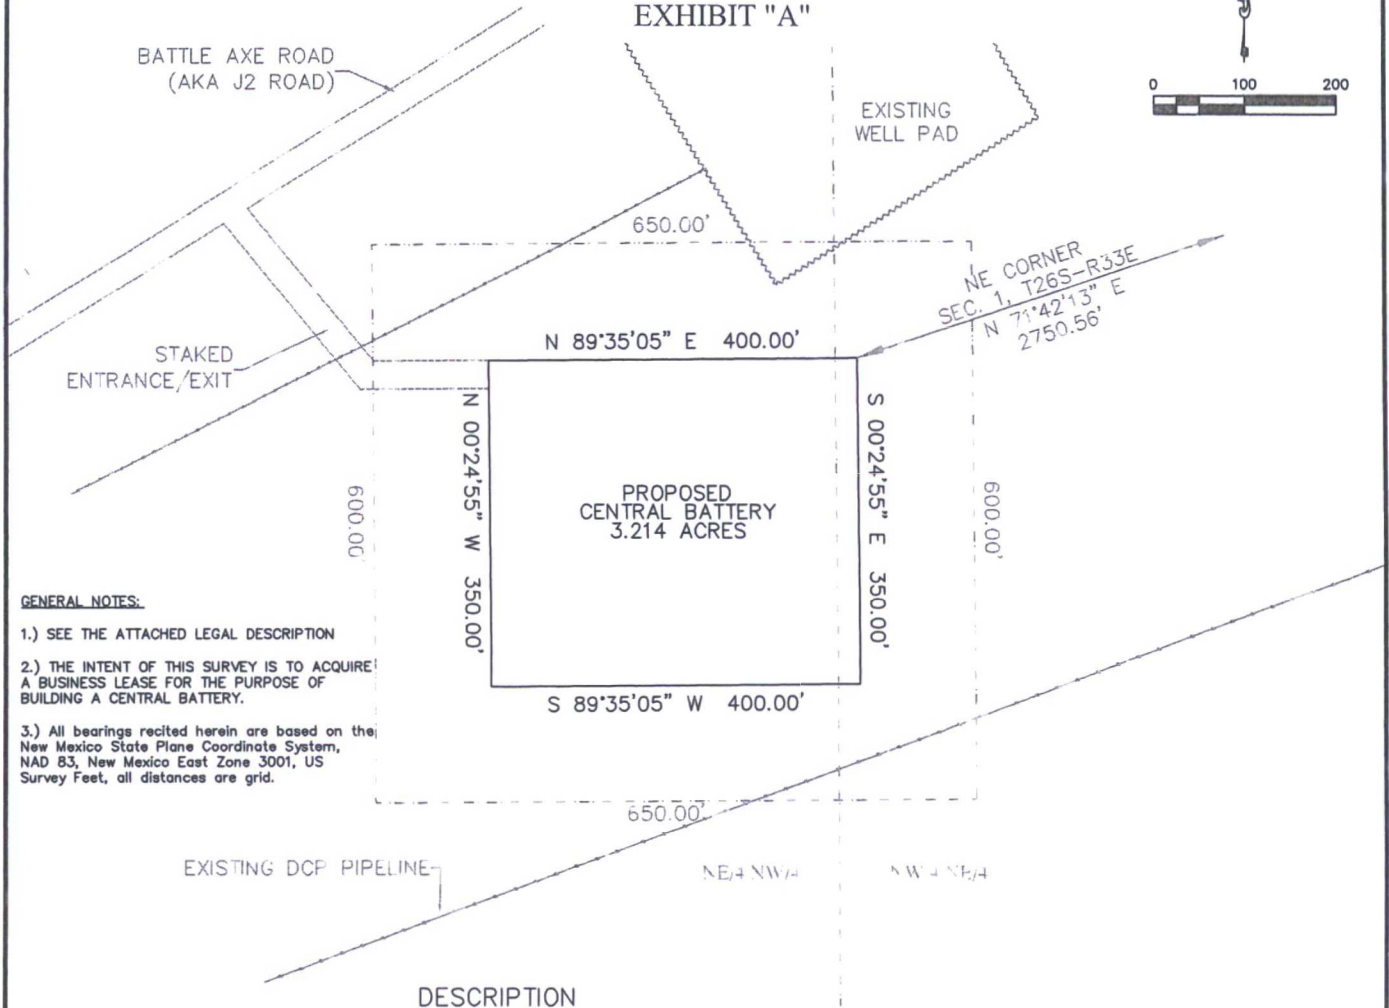 EXHIBIT "A"
BATTLE AXE ROAD
(AKA J2 ROAD)
0 100 200
EXISTING
WELL PAD
650.00'
NE CORNER
SEC. 1, T26S-R33E
N 71°42'13" E
2750.56'
N 89°35'05" E 400.00'
STAKED
ENTRANCE/EXIT
N 00°24'55" W 350.00'
S 00°24'55" E 350.00'
PROPOSED
CENTRAL BATTERY
3.214 ACRES
600.00'
600.00'
S 89°35'05" W 400.00'
GENERAL NOTES:
1.) SEE THE ATTACHED LEGAL DESCRIPTION
2.) THE INTENT OF THIS SURVEY IS TO ACQUIRE
A BUSINESS LEASE FOR THE PURPOSE OF
BUILDING A CENTRAL BATTERY.
3.) All bearings recited herein are based on the
New Mexico State Plane Coordinate System,
NAD 83, New Mexico East Zone 3001, US
Survey Feet, all distances are grid.
650.00'
EXISTING DCP PIPELINE
NE/4 NW/4
NW/4 NE/4
DESCRIPTION